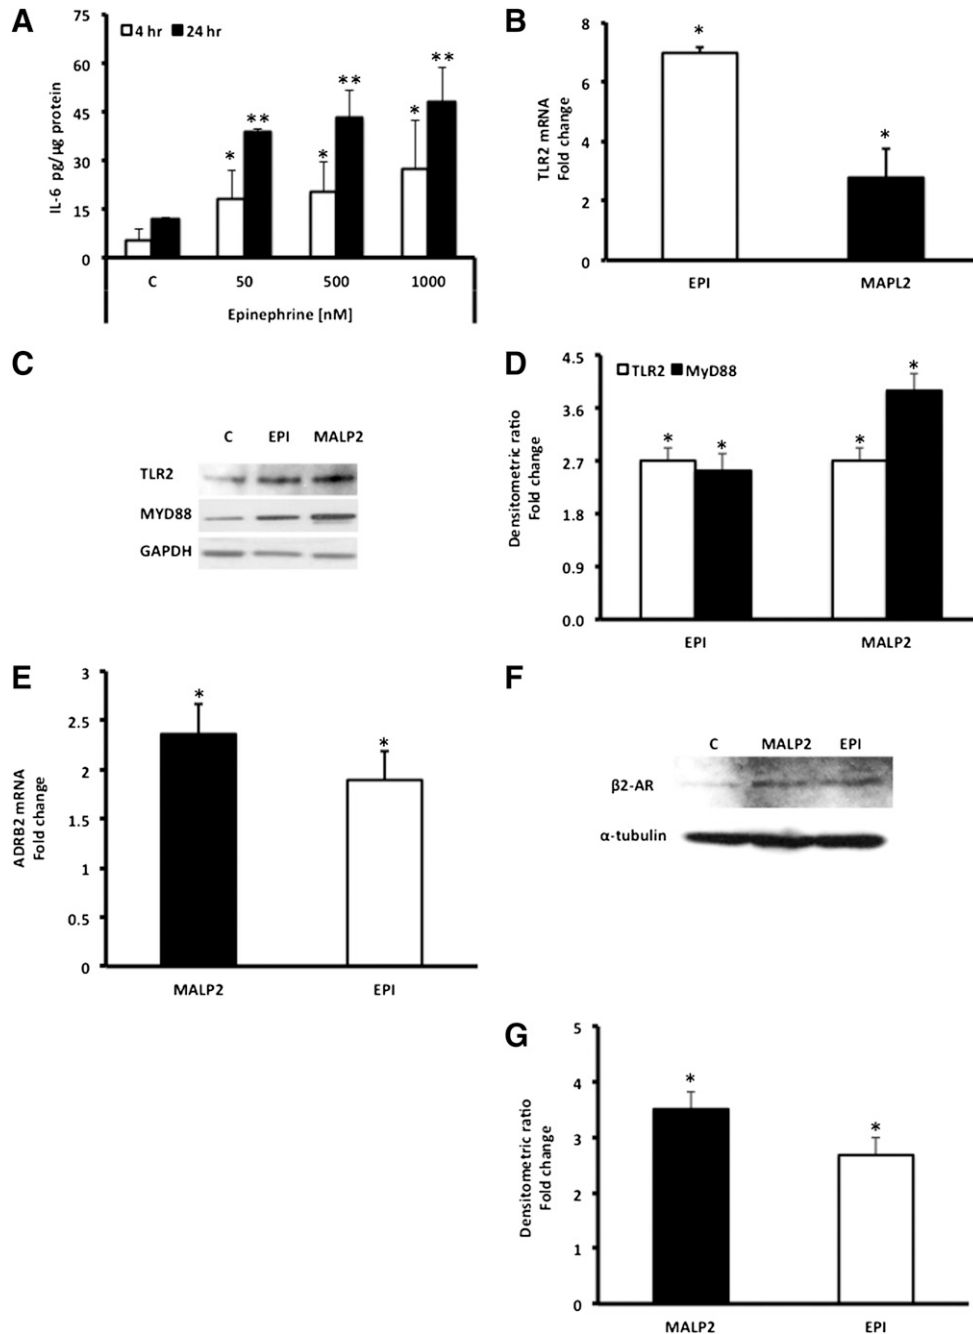 A
75
60
45
30
15
0
IL-6 pg/µg protein
4 hr 24 hr
* ** * ** * **
C 50 500 1000
Epinephrine [nM]
B
8
6
4
2
0
TLR2 mRNA
Fold change
* *
EPI MAPL2
C
C EPI MALP2
TLR2
MYD88
GAPDH
D
4.5
3.6
2.7
1.8
0.9
0.0
Densitometric ratio
Fold change
TLR2 MyD88
* * * *
EPI MALP2
E
3
2.5
2
1.5
1
0.5
0
ADRB2 mRNA
Fold change
* *
MALP2 EPI
F
C MALP2 EPI
β2-AR
α-tubulin
G
5
4
3
2
1
0
Densitometric ratio
Fold change
* *
MALP2 EPI